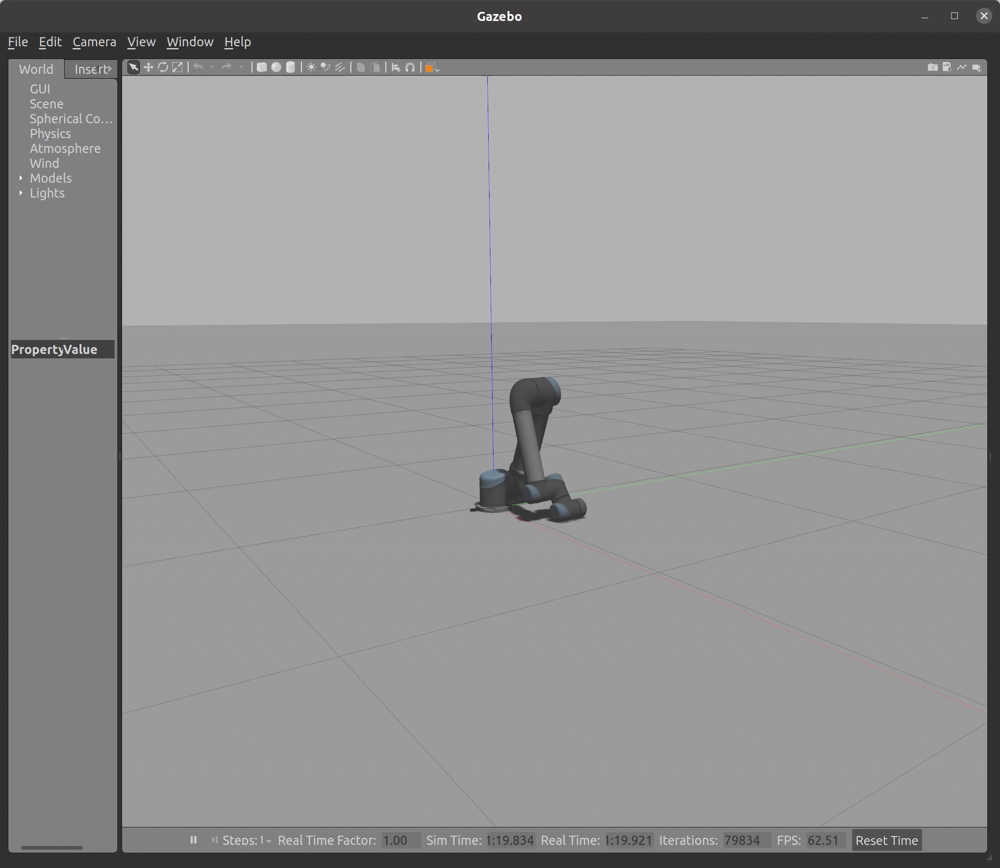 Gazebo
File Edit Camera View Window Help
World Insert
GUI
Scene
Spherical Co...
Physics
Atmosphere
Wind
Models
Lights
Property Value
Steps: 1 Real Time Factor: 1.00 Sim Time: 1:19.834 Real Time: 1:19.921 Iterations: 79834 FPS: 62.51 Reset Time